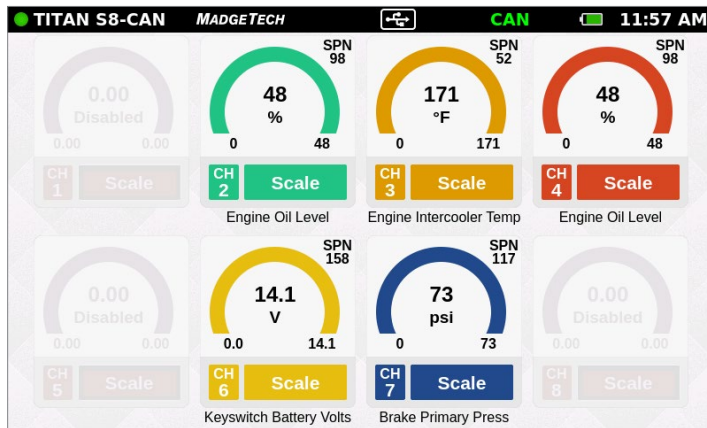 TITAN S8-CAN MADGETECH CAN 11:57 AM
0.00
Disabled
0.00 0.00
CH 1 Scale
SPN 98
48
%
0 48
CH 2 Scale
Engine Oil Level
SPN 52
171
°F
0 171
CH 3 Scale
Engine Intercooler Temp
SPN 98
48
%
0 48
CH 4 Scale
Engine Oil Level
0.00
Disabled
0.00 0.00
CH 5 Scale
SPN 158
14.1
V
0.0 14.1
CH 6 Scale
Keyswitch Battery Volts
SPN 117
73
psi
0 73
CH 7 Scale
Brake Primary Press
0.00
Disabled
0.00 0.00
CH 8 Scale